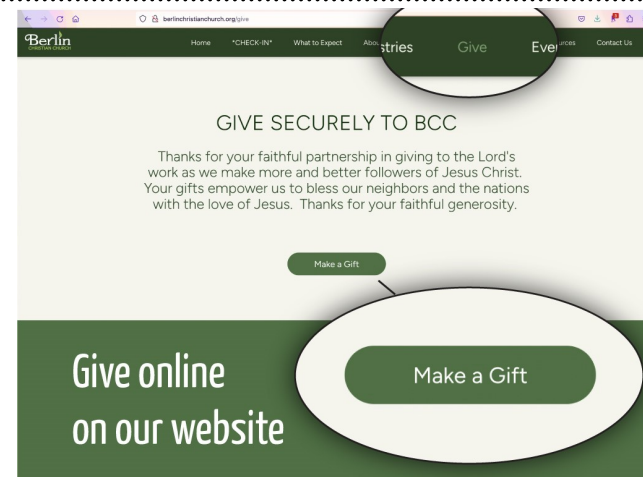 berlinchristianchurch.org/give
Berlin
CHRISTIAN CHURCH
Home *CHECK-IN* What to Expect Abou stries Give Eve urces Contact Us
GIVE SECURELY TO BCC
Thanks for your faithful partnership in giving to the Lord's
work as we make more and better followers of Jesus Christ.
Your gifts empower us to bless our neighbors and the nations
with the love of Jesus. Thanks for your faithful generosity.
Make a Gift
Make a Gift
Give online
on our website